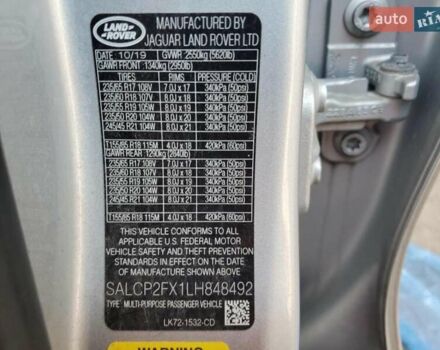 auto RIA
LAND ROVER
MANUFACTURED BY
JAGUAR LAND ROVER LTD
DATE 10/19 GVWR 2550kg (5620lb)
GAWR FRONT 1340kg (2950lb)
TIRES RIMS PRESSURE (COLD)
235/65 R17 108V 7.0J x 17 340kPa (50psi)
235/60 R18 107V 8.0J x 18 340kPa (50psi)
235/55 R19 105W 8.0J x 19 340kPa (50psi)
235/50 R20 104W 8.0J x 20 340kPa (50psi)
245/45 R21 104W 8.0J x 21 340kPa (50psi)
T155/85 R18 115M 4.0J x 18 420kPa (60psi)
GAWR REAR 1290kg (2840lb)
235/65 R17 108V 7.0J x 17 340kPa (50psi)
235/60 R18 107V 8.0J x 18 340kPa (50psi)
235/55 R19 105W 8.0J x 19 340kPa (50psi)
235/50 R20 104W 8.0J x 20 340kPa (50psi)
245/45 R21 104W 8.0J x 21 340kPa (50psi)
T155/85 R18 115M 4.0J x 18 420kPa (60psi)
THIS VEHICLE CONFORMS TO ALL
APPLICABLE U.S. FEDERAL MOTOR
VEHICLE SAFETY AND THEFT PREVENTION
STANDARDS IN EFFECT ON THE DATE
OF MANUFACTURE SHOWN ABOVE.
SALCP2FX1LH848492
TYPE: MULTI-PURPOSE PASSENGER VEHICLE
LK72-1532-CD
WARNING